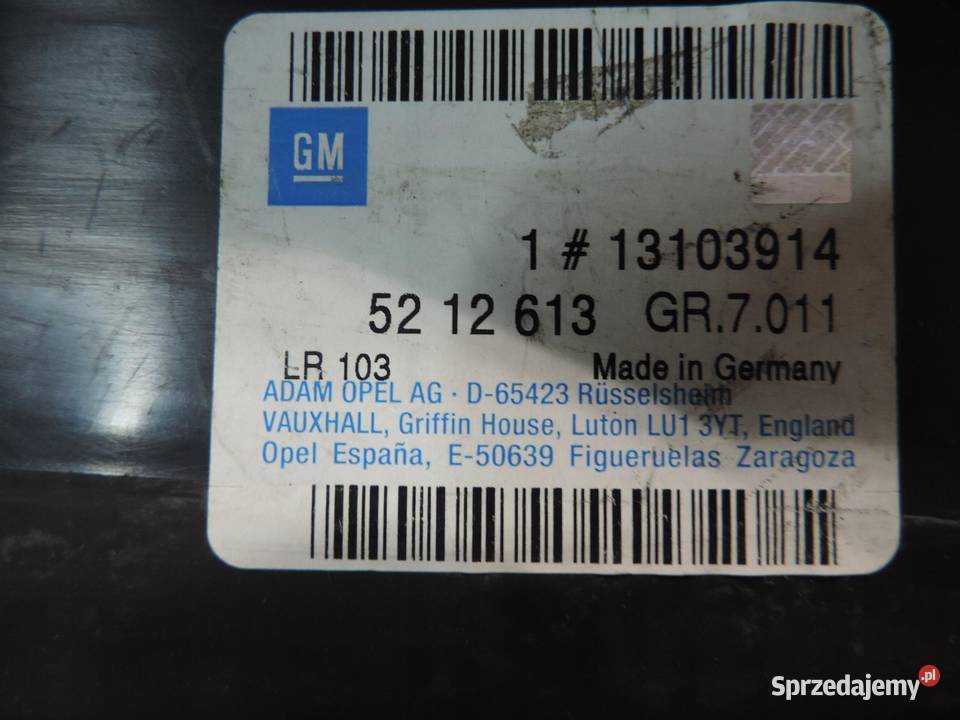 GM
1 # 13103914
52 12 613 GR.7.011
LR 103 Made in Germany
ADAM OPEL AG · D-65423 Rüsselsheim
VAUXHALL, Griffin House, Luton LU1 3YT, England
Opel España, E-50639 Figueruelas Zaragoza
Sprzedajemy.pl